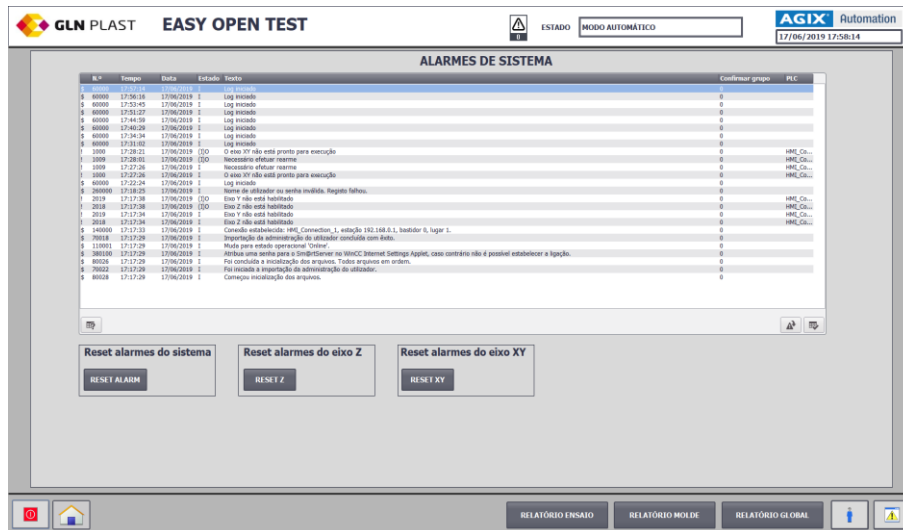 GLN PLAST
EASY OPEN TEST
0
ESTADO MODO AUTOMÁTICO
AGIX Automation
17/06/2019 17:58:14
ALARMES DE SISTEMA
N.º Tempo Data Estado Texto Confirmar grupo PLC
$ 60000 17:57:14 17/06/2019 I Log iniciado 0
$ 60000 17:56:16 17/06/2019 I Log iniciado 0
$ 60000 17:53:45 17/06/2019 I Log iniciado 0
$ 60000 17:51:27 17/06/2019 I Log iniciado 0
$ 60000 17:44:59 17/06/2019 I Log iniciado 0
$ 60000 17:40:29 17/06/2019 I Log iniciado 0
$ 60000 17:34:34 17/06/2019 I Log iniciado 0
$ 60000 17:31:02 17/06/2019 I Log iniciado 0
! 1000 17:28:21 17/06/2019 (I)O O eixo XY não está pronto para execução 0 HMI_Co...
! 1009 17:28:01 17/06/2019 (I)O Necessário efetuar rearme 0 HMI_Co...
! 1009 17:27:26 17/06/2019 I Necessário efetuar rearme 0 HMI_Co...
! 1000 17:27:26 17/06/2019 I O eixo XY não está pronto para execução 0 HMI_Co...
$ 60000 17:22:24 17/06/2019 I Log iniciado 0
$ 260000 17:18:25 17/06/2019 I Nome de utilizador ou senha inválida. Registo falhou. 0
! 2019 17:17:38 17/06/2019 (I)O Eixo Y não está habilitado 0 HMI_Co...
! 2018 17:17:38 17/06/2019 (I)O Eixo Z não está habilitado 0 HMI_Co...
! 2019 17:17:34 17/06/2019 I Eixo Y não está habilitado 0 HMI_Co...
! 2018 17:17:34 17/06/2019 I Eixo Z não está habilitado 0 HMI_Co...
$ 140000 17:17:33 17/06/2019 I Conexão estabelecida: HMI_Connection_1, estação 192.168.0.1, bastidor 0, lugar 1. 0
$ 70018 17:17:29 17/06/2019 I Importação da administração do utilizador concluída com êxito. 0
$ 110001 17:17:29 17/06/2019 I Muda para estado operacional 'Online'. 0
$ 380100 17:17:29 17/06/2019 I Atribua uma senha para o Sm@rtServer no WinCC Internet Settings Applet, caso contrário não é possível estabelecer a ligação. 0
$ 80026 17:17:29 17/06/2019 I Foi concluída a inicialização dos arquivos. Todos arquivos em ordem. 0
$ 70022 17:17:29 17/06/2019 I Foi iniciada a importação da administração do utilizador. 0
$ 80028 17:17:29 17/06/2019 I Começou inicialização dos arquivos. 0
Reset alarmes do sistema
RESET ALARM
Reset alarmes do eixo Z
RESET Z
Reset alarmes do eixo XY
RESET XY
RELATÓRIO ENSAIO
RELATÓRIO MOLDE
RELATÓRIO GLOBAL